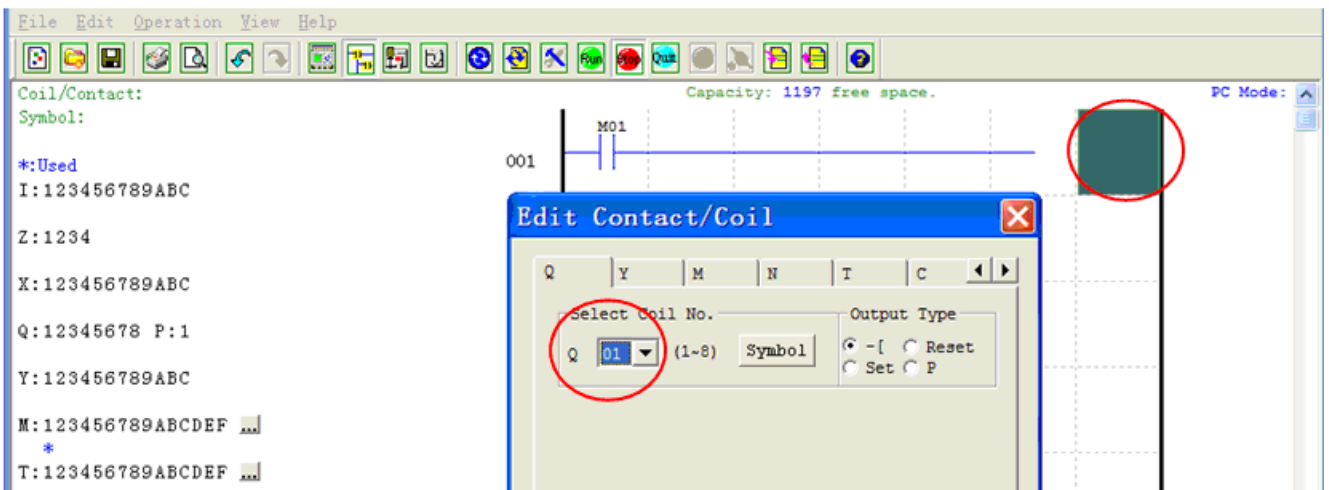 File Edit Operation View Help
Run Stop Quit
Coil/Contact: Capacity: 1197 free space. PC Mode:
Symbol:
M01
001
*:Used
I:123456789ABC
Z:1234
X:123456789ABC
Q:12345678 P:1
Y:123456789ABC
M:123456789ABCDEF ...
*
T:123456789ABCDEF ...
Edit Contact/Coil
Q Y M N T C
Select Coil No. Output Type
Q 01 (1~8) Symbol -[ Reset
Set P